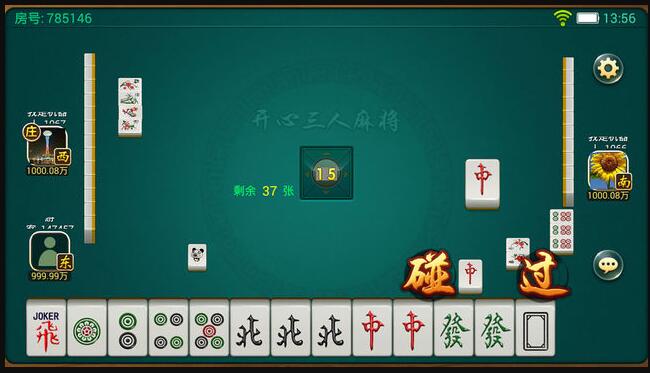 房号: 785146
13:56
开心三人麻将
庄
西
1000.08万
15
剩余 37 张
中
南
1000.08万
东
999.99万
碰
中
过
JOKER
飛
北
北
北
中
中
發
發